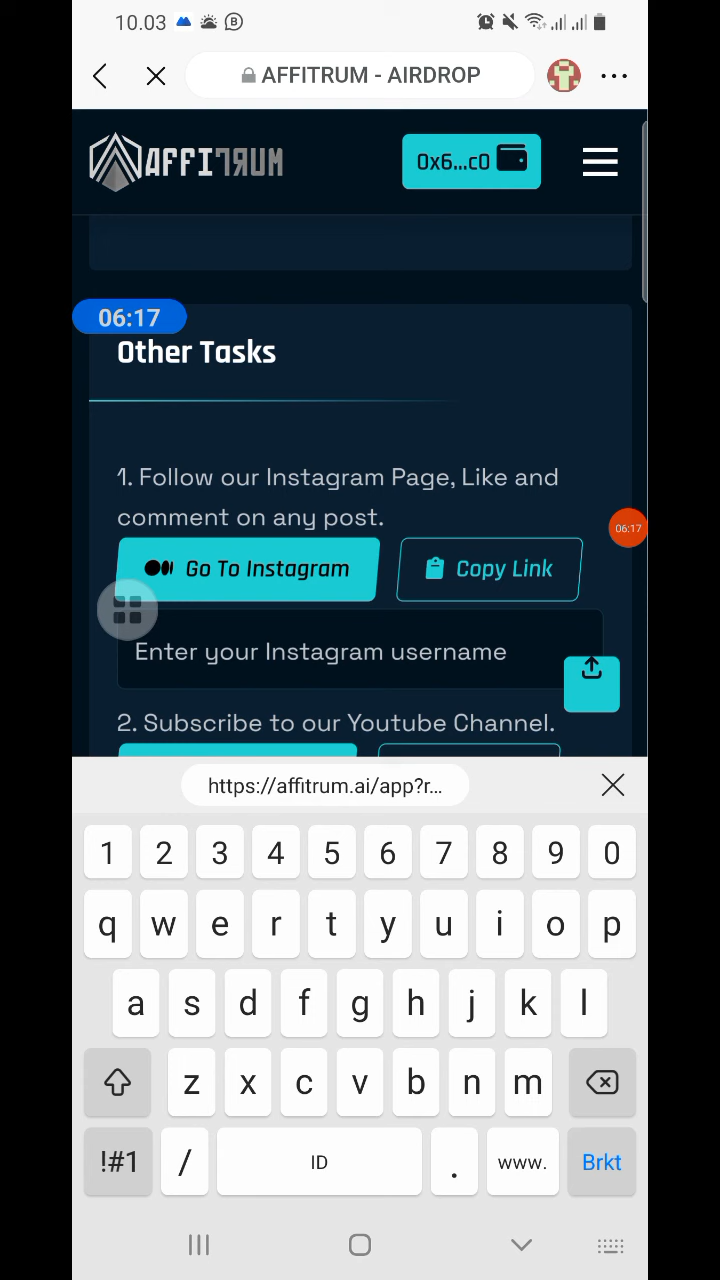 10.03
AFFITRUM - AIRDROP
AFFITRUM
0x6...c0
06:17
Other Tasks
1. Follow our Instagram Page, Like and
comment on any post.
06:17
Go To Instagram
Copy Link
Enter your Instagram username
2. Subscribe to our Youtube Channel.
https://affitrum.ai/app?r...
1 2 3 4 5 6 7 8 9 0
q w e r t y u i o p
a s d f g h j k l
z x c v b n m
!#1 / ID . www. Brkt